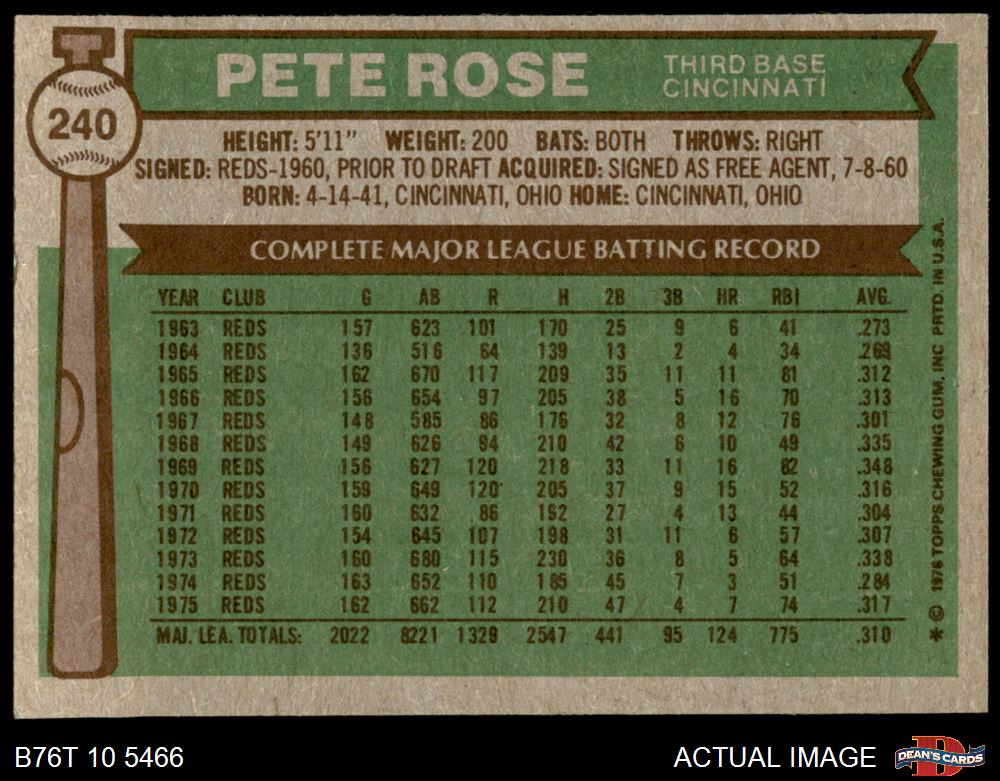 PETE ROSE
THIRD BASE
CINCINNATI
T
240
HEIGHT: 5'11" WEIGHT: 200 BATS: BOTH THROWS: RIGHT
SIGNED: REDS-1960, PRIOR TO DRAFT ACQUIRED: SIGNED AS FREE AGENT, 7-8-60
BORN: 4-14-41, CINCINNATI, OHIO HOME: CINCINNATI, OHIO
COMPLETE MAJOR LEAGUE BATTING RECORD
YEAR CLUB G AB R H 2B 3B HR RBI AVG.
1963 REDS 157 623 101 170 25 9 6 41 .273
1964 REDS 136 516 64 139 13 2 4 34 .269
1965 REDS 162 670 117 209 35 11 11 81 .312
1966 REDS 156 654 97 205 38 5 16 70 .313
1967 REDS 148 585 86 176 32 8 12 76 .301
1968 REDS 149 626 94 210 42 6 10 49 .335
1969 REDS 156 627 120 218 33 11 16 82 .348
1970 REDS 159 649 120 205 37 9 15 52 .316
1971 REDS 160 632 86 192 27 4 13 44 .304
1972 REDS 154 645 107 198 31 11 6 57 .307
1973 REDS 160 680 115 230 36 8 5 64 .338
1974 REDS 163 652 110 185 45 7 3 51 .284
1975 REDS 162 662 112 210 47 4 7 74 .317
MAJ. LEA. TOTALS: 2022 8221 1329 2547 441 95 124 775 .310
* © 1976 TOPPS CHEWING GUM, INC PRTD. IN U.S.A.
B76T 10 5466
ACTUAL IMAGE
D
DEAN'S CARDS